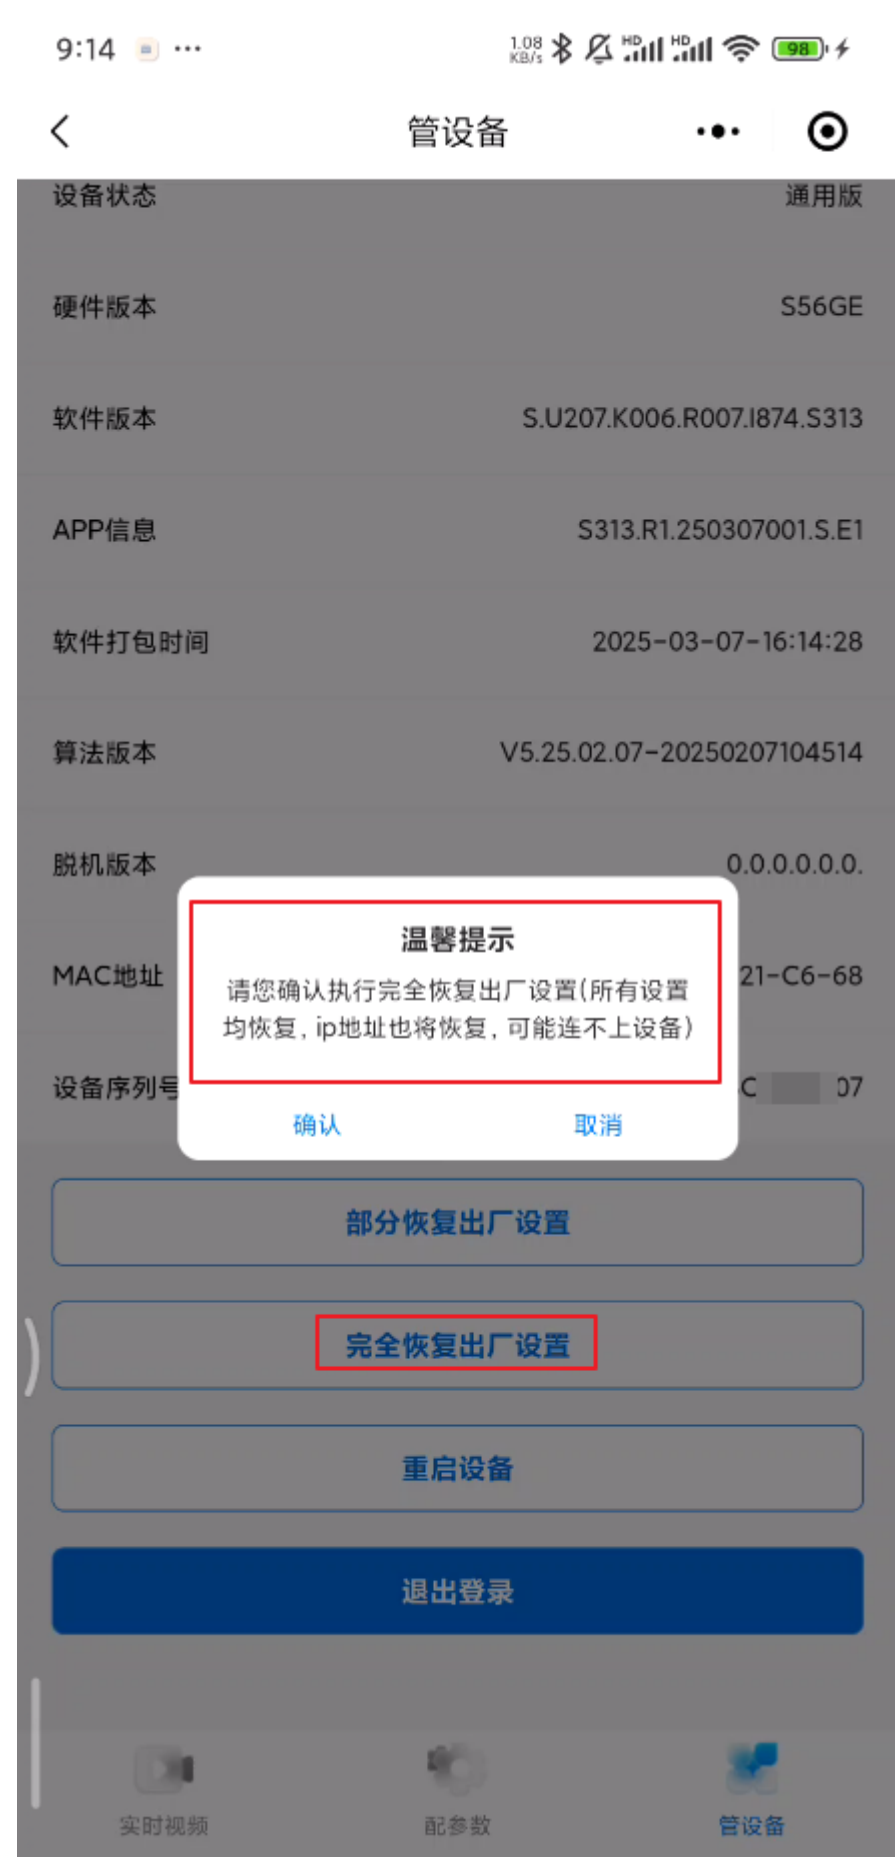 9:14
1.08
KB/s
HD
HD
98
管设备
设备状态 通用版
硬件版本 S56GE
软件版本 S.U207.K006.R007.I874.S313
APP信息 S313.R1.250307001.S.E1
软件打包时间 2025-03-07-16:14:28
算法版本 V5.25.02.07-20250207104514
脱机版本 0.0.0.0.0.0.
MAC地址 21-C6-68
设备序列号 C 07
温馨提示
请您确认执行完全恢复出厂设置(所有设置
均恢复, ip地址也将恢复, 可能连不上设备)
确认 取消
部分恢复出厂设置
完全恢复出厂设置
重启设备
退出登录
实时视频 配参数 管设备